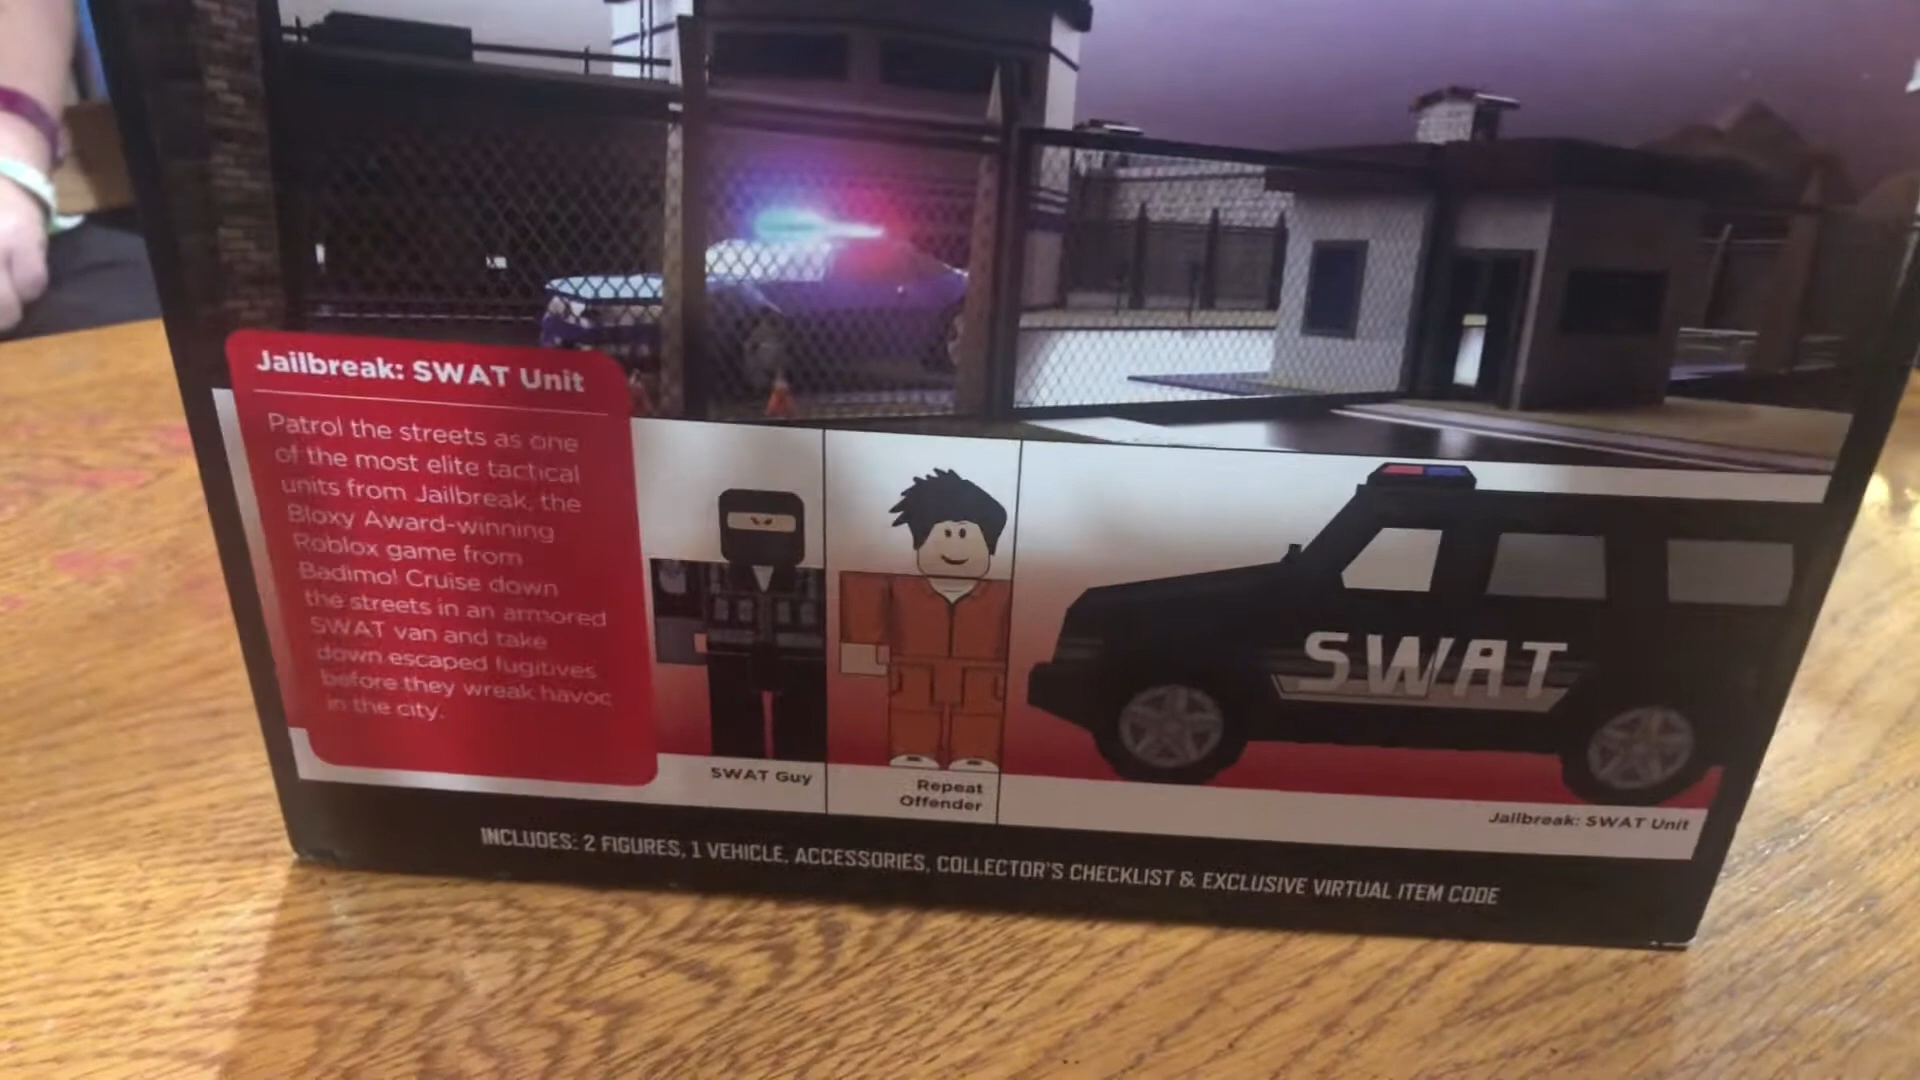 Jailbreak: SWAT Unit
Patrol the streets as one
of the most elite tactical
units from Jailbreak, the
Bloxy Award-winning
Roblox game from
Badimo! Cruise down
the streets in an armored
SWAT van and take
down escaped fugitives
before they wreak havoc
in the city.
SWAT
SWAT Guy
Repeat
Offender
Jailbreak: SWAT Unit
INCLUDES: 2 FIGURES, 1 VEHICLE, ACCESSORIES, COLLECTOR'S CHECKLIST & EXCLUSIVE VIRTUAL ITEM CODE